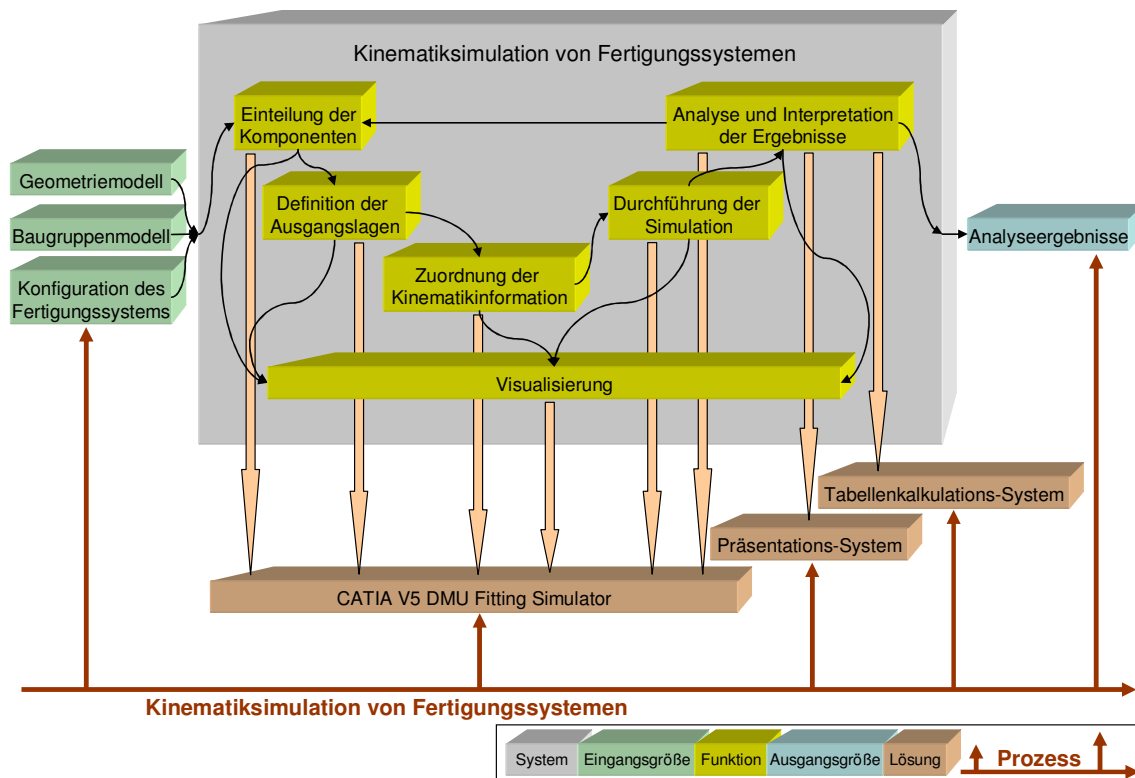 Kinematiksimulation von Fertigungssystemen
Einteilung der
Komponenten
Analyse und Interpretation
der Ergebnisse
Geometriemodell
Baugruppenmodell
Konfiguration des
Fertigungssystems
Definition der
Ausgangslagen
Durchführung der
Simulation
Analyseergebnisse
Zuordnung der
Kinematikinformation
Visualisierung
Tabellenkalkulations-System
Präsentations-System
CATIA V5 DMU Fitting Simulator
Kinematiksimulation von Fertigungssystemen
System Eingangsgröße Funktion Ausgangsgröße Lösung Prozess